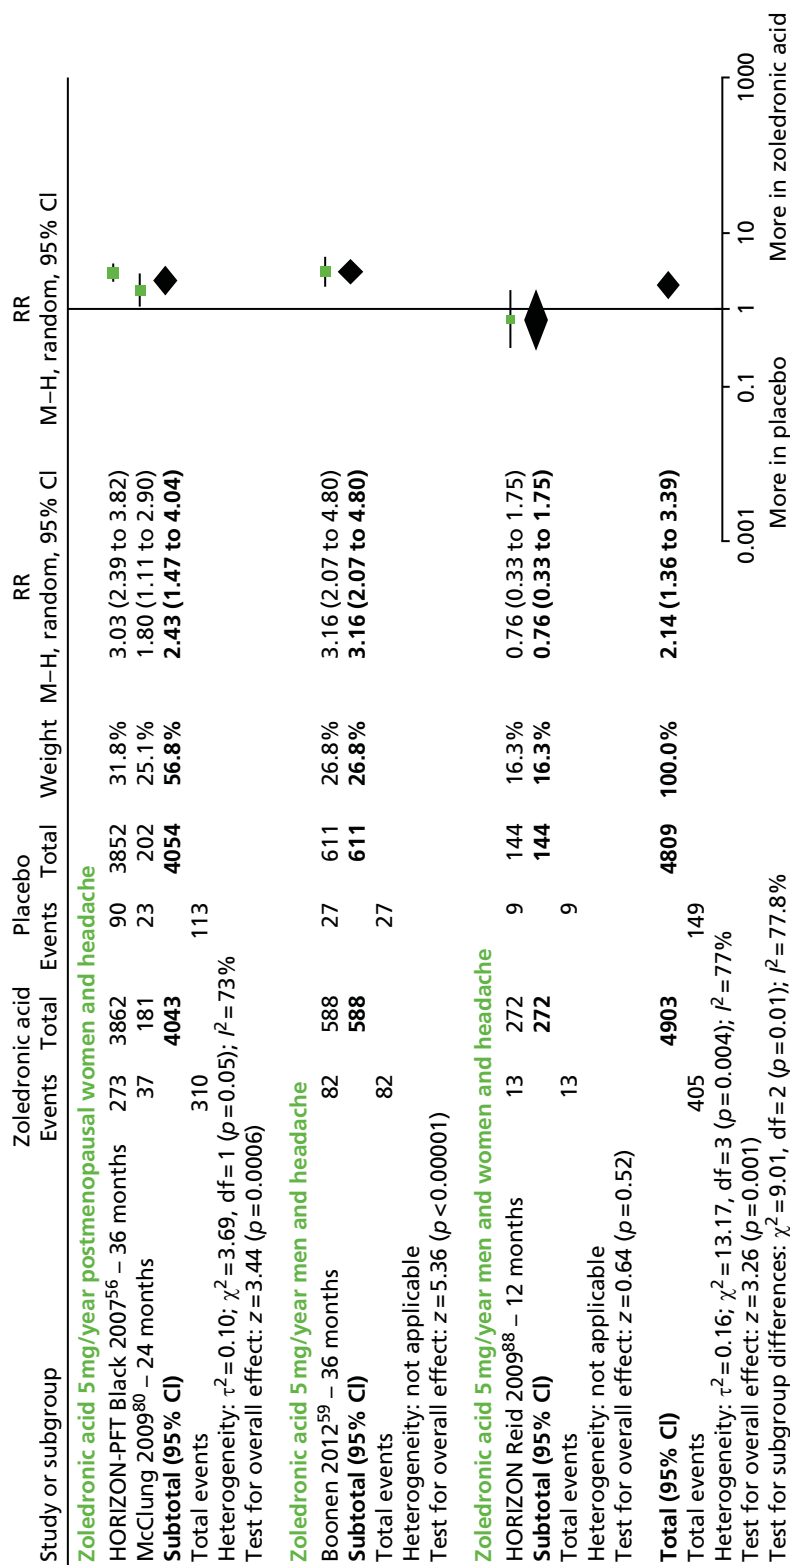 Zoledronic acid Placebo RR RR
Study or subgroup Events Total Events Total Weight M–H, random, 95% CI M–H, random, 95% CI
Zoledronic acid 5 mg/year postmenopausal women and headache
HORIZON-PFT Black 2007⁵⁶ – 36 months 273 3862 90 3852 31.8% 3.03 (2.39 to 3.82)
McClung 2009⁸⁰ – 24 months 37 181 23 202 25.1% 1.80 (1.11 to 2.90)
Subtotal (95% CI) 4043 4054 56.8% 2.43 (1.47 to 4.04)
Total events 310 113
Heterogeneity: τ²=0.10; χ²=3.69, df=1 (p=0.05); I²=73%
Test for overall effect: z=3.44 (p=0.0006)
Zoledronic acid 5 mg/year men and headache
Boonen 2012⁵⁹ – 36 months 82 588 27 611 26.8% 3.16 (2.07 to 4.80)
Subtotal (95% CI) 588 611 26.8% 3.16 (2.07 to 4.80)
Total events 82 27
Heterogeneity: not applicable
Test for overall effect: z=5.36 (p<0.00001)
Zoledronic acid 5 mg/year men and women and headache
HORIZON Reid 2009⁸⁸ – 12 months 13 272 9 144 16.3% 0.76 (0.33 to 1.75)
Subtotal (95% CI) 272 144 16.3% 0.76 (0.33 to 1.75)
Total events 13 9
Heterogeneity: not applicable
Test for overall effect: z=0.64 (p=0.52)
Total (95% CI) 4903 4809 100.0% 2.14 (1.36 to 3.39)
Total events 405 149
Heterogeneity: τ²=0.16; χ²=13.17, df=3 (p=0.004); I²=77%
Test for overall effect: z=3.26 (p=0.001)
Test for subgroup differences: χ²=9.01, df=2 (p=0.01); I²=77.8%
0.001 0.1 1 10 1000
More in placebo More in zoledronic acid